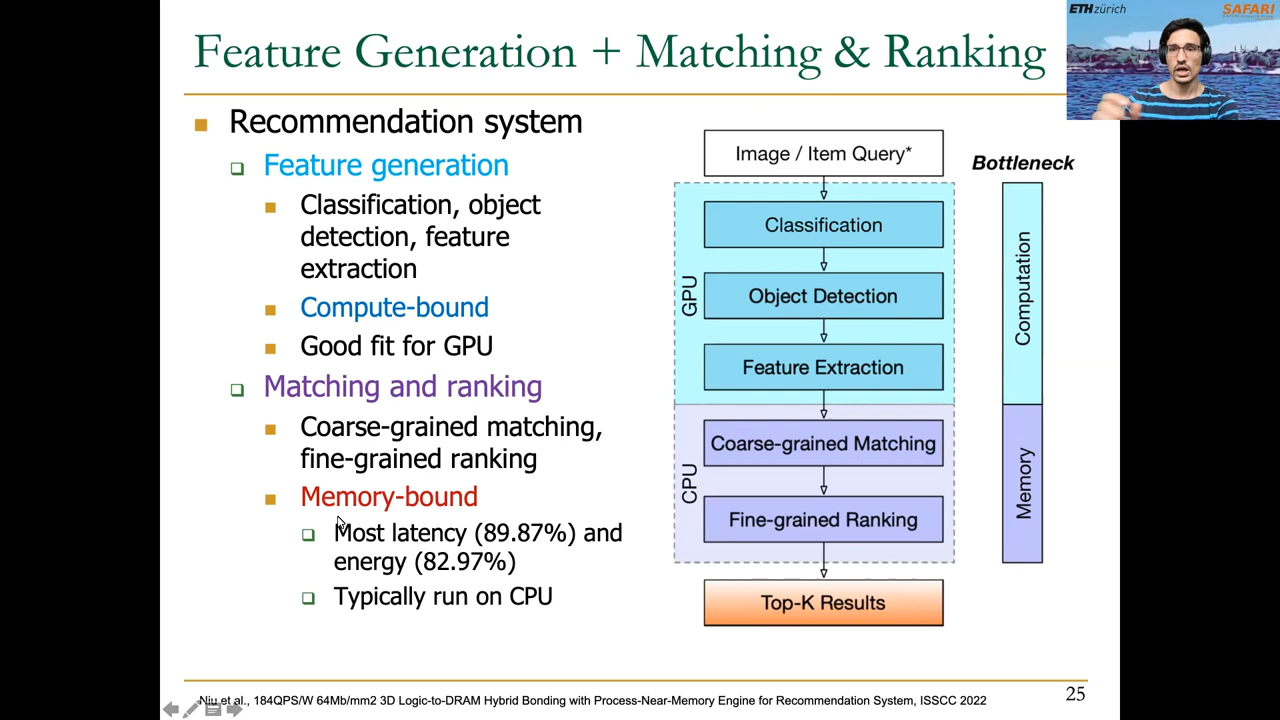 ETH zürich
SAFARI
Feature Generation + Matching & Ranking
Recommendation system
Feature generation
Classification, object
detection, feature
extraction
Compute-bound
Good fit for GPU
Matching and ranking
Coarse-grained matching,
fine-grained ranking
Memory-bound
Most latency (89.87%) and
energy (82.97%)
Typically run on CPU
Image / Item Query*
Bottleneck
GPU
Classification
Object Detection
Feature Extraction
Computation
CPU
Coarse-grained Matching
Fine-grained Ranking
Memory
Top-K Results
Niu et al., 184QPS/W 64Mb/mm2 3D Logic-to-DRAM Hybrid Bonding with Process-Near-Memory Engine for Recommendation System, ISSCC 2022
25